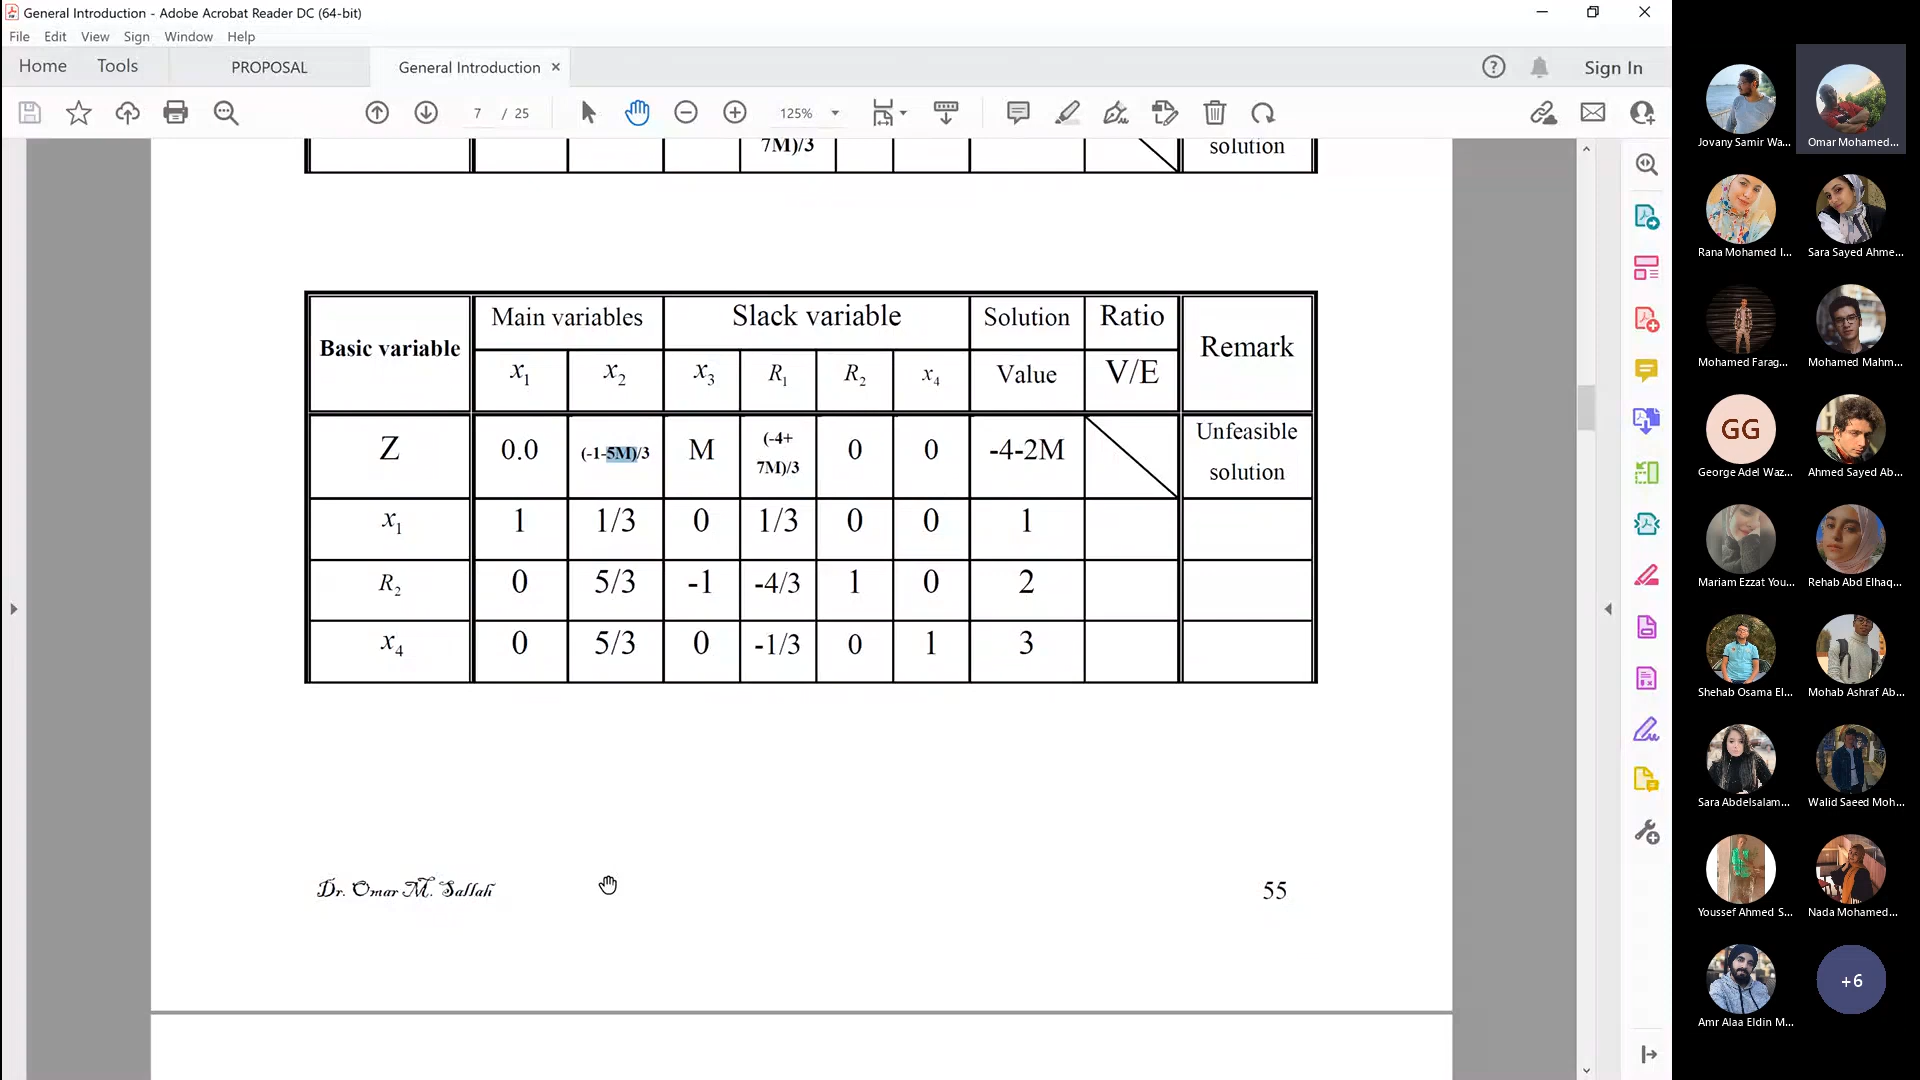 General Introduction - Adobe Acrobat Reader DC (64-bit)
File Edit View Sign Window Help
Home Tools PROPOSAL General Introduction × Sign In
7 / 25 125%
7M)/3 solution
Basic variable Main variables Slack variable Solution Ratio Remark
x₁ x₂ x₃ R₁ R₂ x₄ Value V/E
Z 0.0 (-1-5M)/3 M (-4+ 7M)/3 0 0 -4-2M Unfeasible solution
x₁ 1 1/3 0 1/3 0 0 1
R₂ 0 5/3 -1 -4/3 1 0 2
x₄ 0 5/3 0 -1/3 0 1 3
Dr. Omar M. Sallah 55
Jovany Samir Wa... Omar Mohamed...
Rana Mohamed I... Sara Sayed Ahme...
Mohamed Farag... Mohamed Mahm...
GG
George Adel Waz... Ahmed Sayed Ab...
Mariam Ezzat You... Rehab Abd Elhaq...
Shehab Osama El... Mohab Ashraf Ab...
Sara Abdelsalam... Walid Saeed Moh...
Youssef Ahmed S... Nada Mohamed...
+6
Amr Alaa Eldin M...